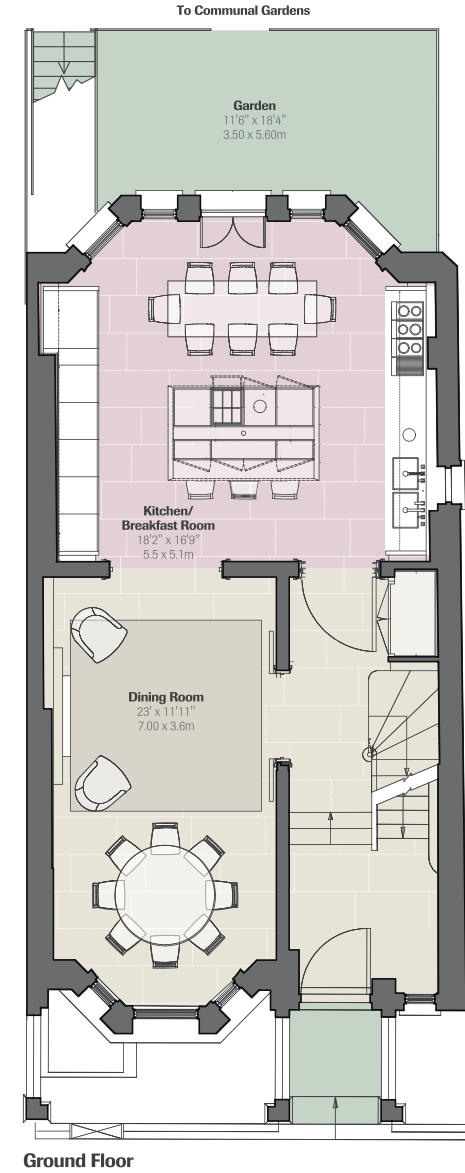 To Communal Gardens
Garden
11'6" x 18'4"
3.50 x 5.60m
Kitchen/
Breakfast Room
18'2" x 16'9"
5.5 x 5.1m
Dining Room
23' x 11'11"
7.00 x 3.6m
Ground Floor